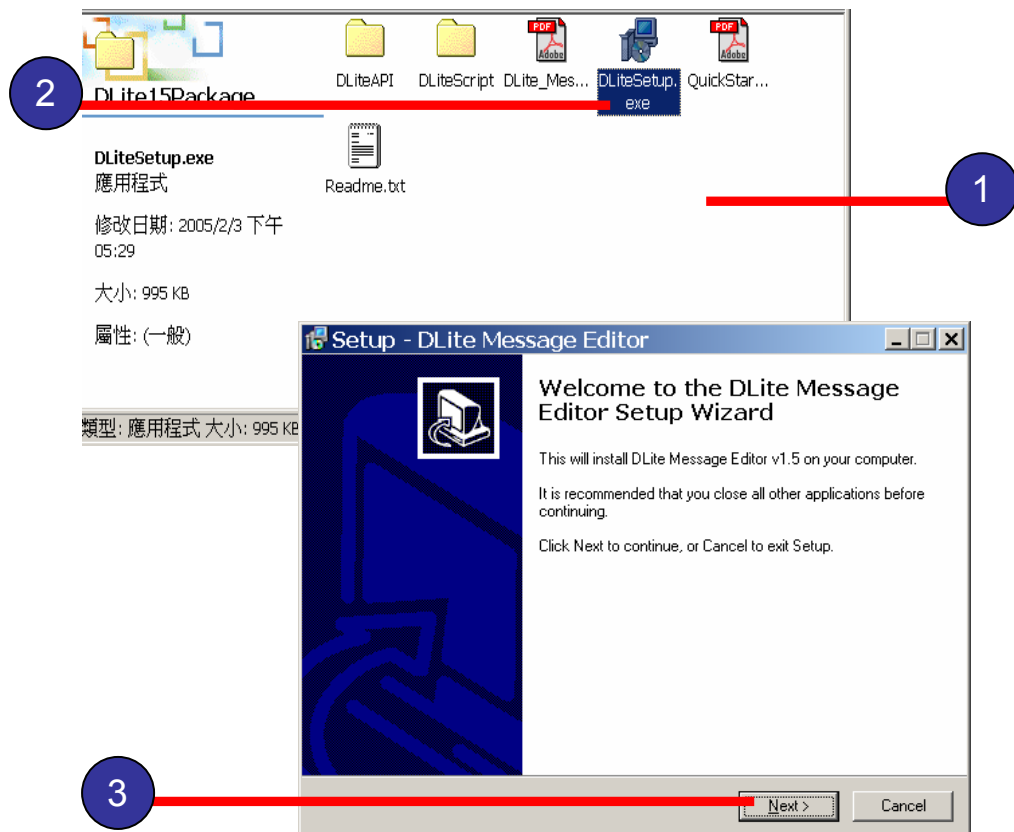 DLiteAPI
DLiteScript
DLite_Mes...
DLiteSetup.
exe
QuickStar...
2
DLite15Package
DLiteSetup.exe
應用程式
Readme.txt
1
修改日期: 2005/2/3 下午
05:29
大小: 995 KB
屬性: (一般)
類型: 應用程式 大小: 995 KB
Setup - DLite Message Editor
Welcome to the DLite Message
Editor Setup Wizard
This will install DLite Message Editor v1.5 on your computer.
It is recommended that you close all other applications before
continuing.
Click Next to continue, or Cancel to exit Setup.
3
Next >
Cancel